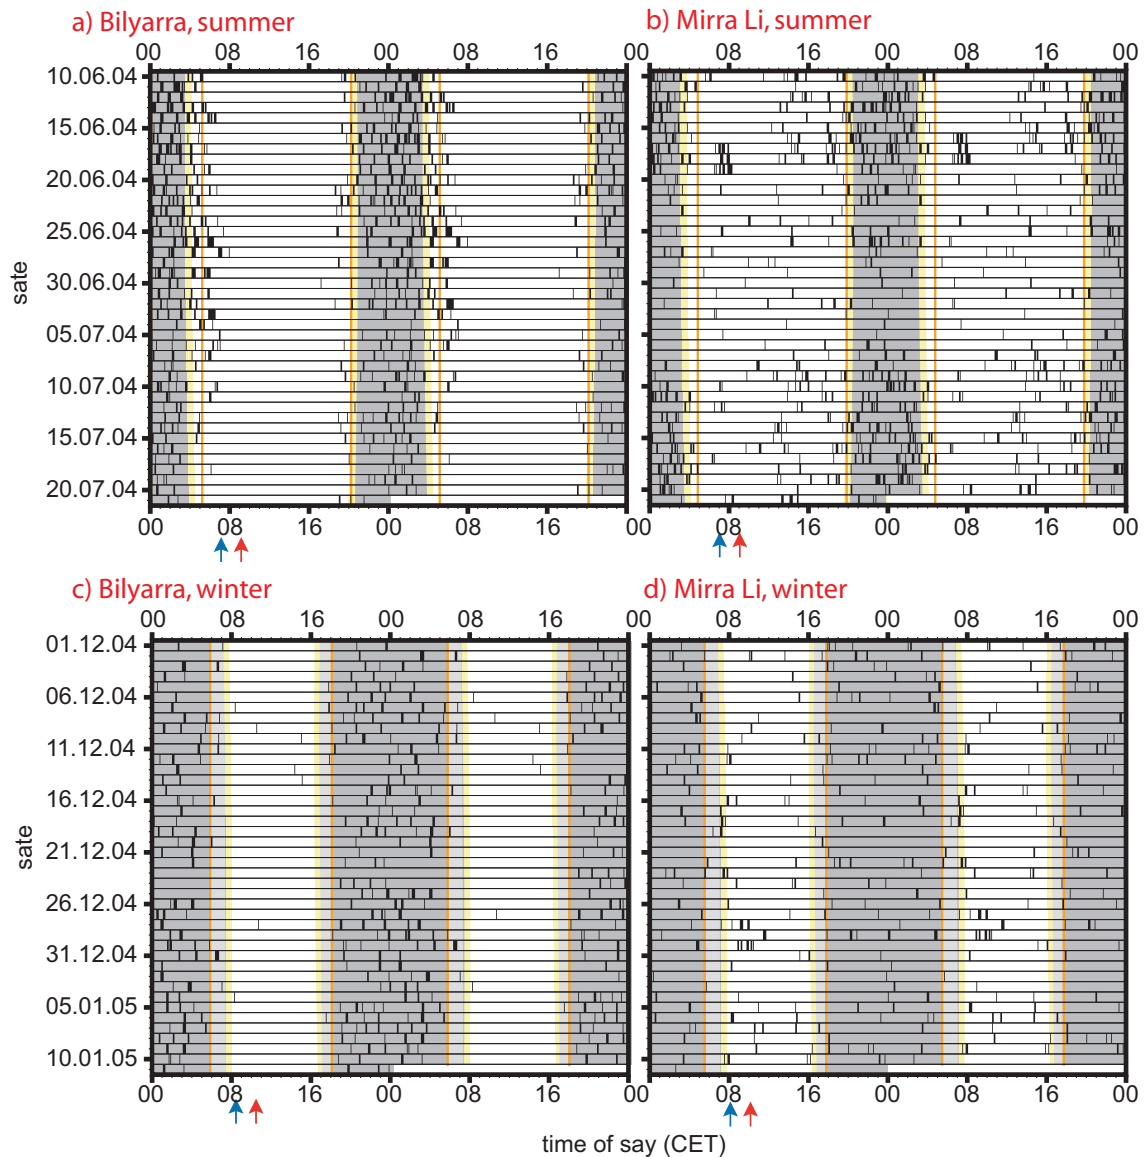 a) Bilyarra, summer
b) Mirra Li, summer
00 08 16 00 08 16 00
00 08 16 00 08 16 00
10.06.04
15.06.04
20.06.04
25.06.04
30.06.04
05.07.04
10.07.04
15.07.04
20.07.04
sate
00 08 16 00 08 16 00
00 08 16 00 08 16 00
c) Bilyarra, winter
d) Mirra Li, winter
00 08 16 00 08 16 00
00 08 16 00 08 16 00
01.12.04
06.12.04
11.12.04
16.12.04
21.12.04
26.12.04
31.12.04
05.01.05
10.01.05
sate
00 08 16 00 08 16 00
00 08 16 00 08 16 00
time of say (CET)